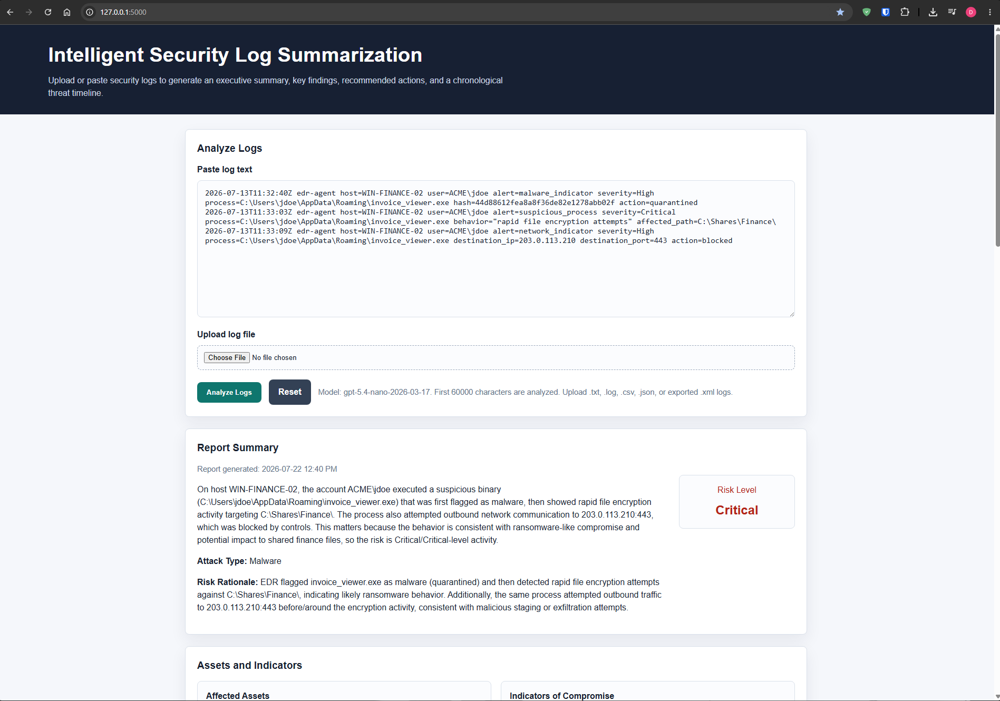 127.0.0.1:5000
D
Intelligent Security Log Summarization
Upload or paste security logs to generate an executive summary, key findings, recommended actions, and a chronological
threat timeline.
Analyze Logs
Paste log text
2026-07-13T11:32:40Z edr-agent host=WIN-FINANCE-02 user=ACME\jdoe alert=malware_indicator severity=High
process=C:\Users\jdoe\AppData\Roaming\invoice_viewer.exe hash=44d88612fea8a8f36de82e1278abb02f action=quarantined
2026-07-13T11:33:03Z edr-agent host=WIN-FINANCE-02 user=ACME\jdoe alert=suspicious_process severity=Critical
process=C:\Users\jdoe\AppData\Roaming\invoice_viewer.exe behavior="rapid file encryption attempts" affected_path=C:\Shares\Finance\
2026-07-13T11:33:09Z edr-agent host=WIN-FINANCE-02 user=ACME\jdoe alert=network_indicator severity=High
process=C:\Users\jdoe\AppData\Roaming\invoice_viewer.exe destination_ip=203.0.113.210 destination_port=443 action=blocked
Upload log file
Choose File No file chosen
Analyze Logs Reset Model: gpt-5.4-nano-2026-03-17. First 60000 characters are analyzed. Upload .txt, .log, .csv, .json, or exported .xml logs.
Report Summary
Report generated: 2026-07-22 12:40 PM
On host WIN-FINANCE-02, the account ACME\jdoe executed a suspicious binary
(C:\Users\jdoe\AppData\Roaming\invoice_viewer.exe) that was first flagged as malware, then showed rapid file encryption
activity targeting C:\Shares\Finance\. The process also attempted outbound network communication to 203.0.113.210:443,
which was blocked by controls. This matters because the behavior is consistent with ransomware-like compromise and
potential impact to shared finance files, so the risk is Critical/Critical-level activity.
Risk Level
Critical
Attack Type: Malware
Risk Rationale: EDR flagged invoice_viewer.exe as malware (quarantined) and then detected rapid file encryption attempts
against C:\Shares\Finance\, indicating likely ransomware behavior. Additionally, the same process attempted outbound traffic
to 203.0.113.210:443 before/around the encryption activity, consistent with malicious staging or exfiltration attempts.
Assets and Indicators
Affected Assets
Indicators of Compromise